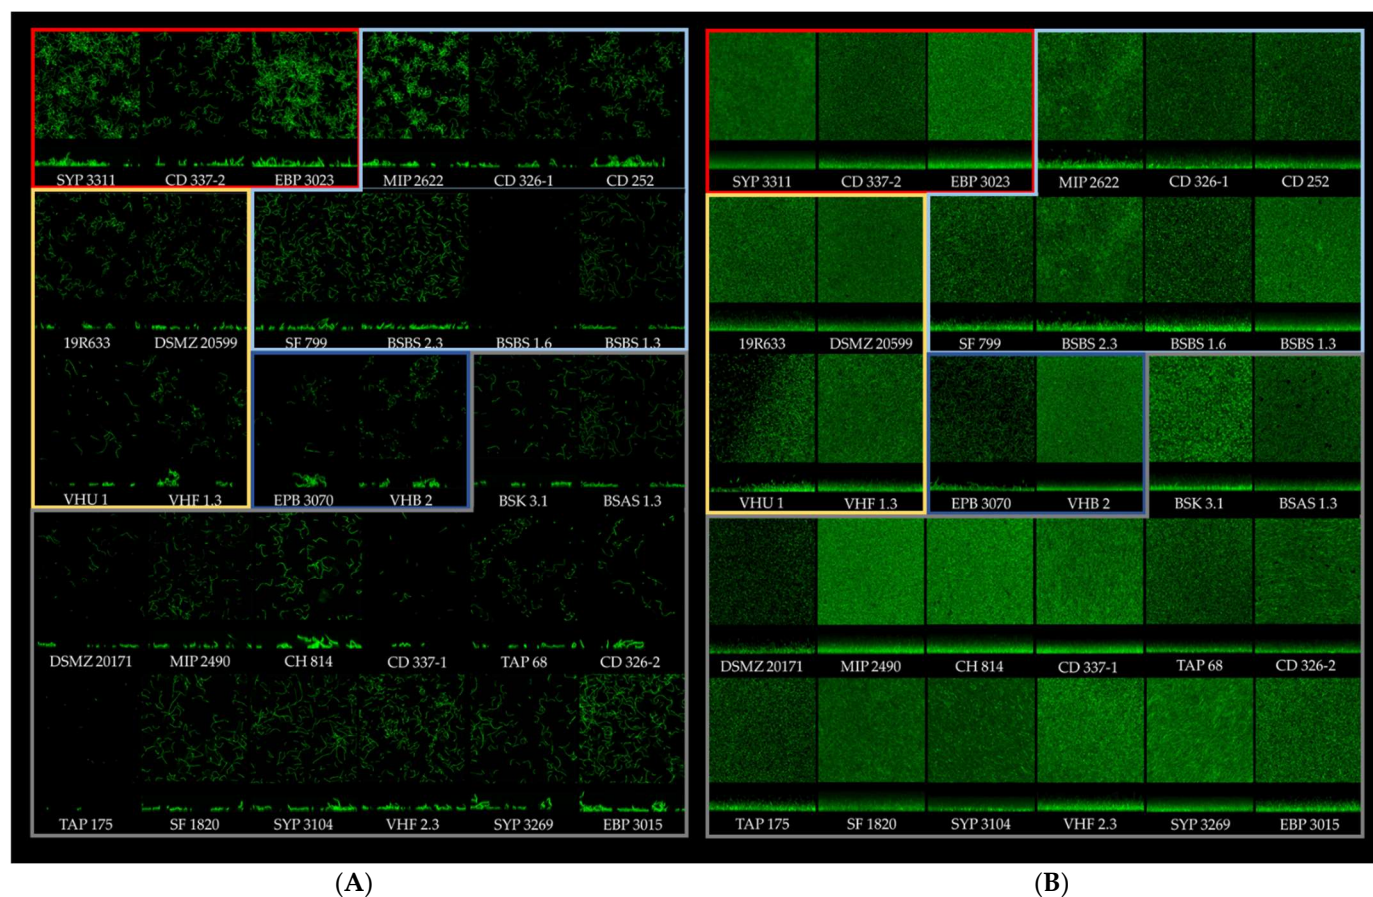 SYP 3311 CD 337-2 EBP 3023 MIP 2622 CD 326-1 CD 252
19R633 DSMZ 20599 SF 799 BSBS 2.3 BSBS 1.6 BSBS 1.3
VHU 1 VHF 1.3 EPB 3070 VHB 2 BSK 3.1 BSAS 1.3
DSMZ 20171 MIP 2490 CH 814 CD 337-1 TAP 68 CD 326-2
TAP 175 SF 1820 SYP 3104 VHF 2.3 SYP 3269 EBP 3015
(A)
SYP 3311 CD 337-2 EBP 3023 MIP 2622 CD 326-1 CD 252
19R633 DSMZ 20599 SF 799 BSBS 2.3 BSBS 1.6 BSBS 1.3
VHU 1 VHF 1.3 EPB 3070 VHB 2 BSK 3.1 BSAS 1.3
DSMZ 20171 MIP 2490 CH 814 CD 337-1 TAP 68 CD 326-2
TAP 175 SF 1820 SYP 3104 VHF 2.3 SYP 3269 EBP 3015
(B)